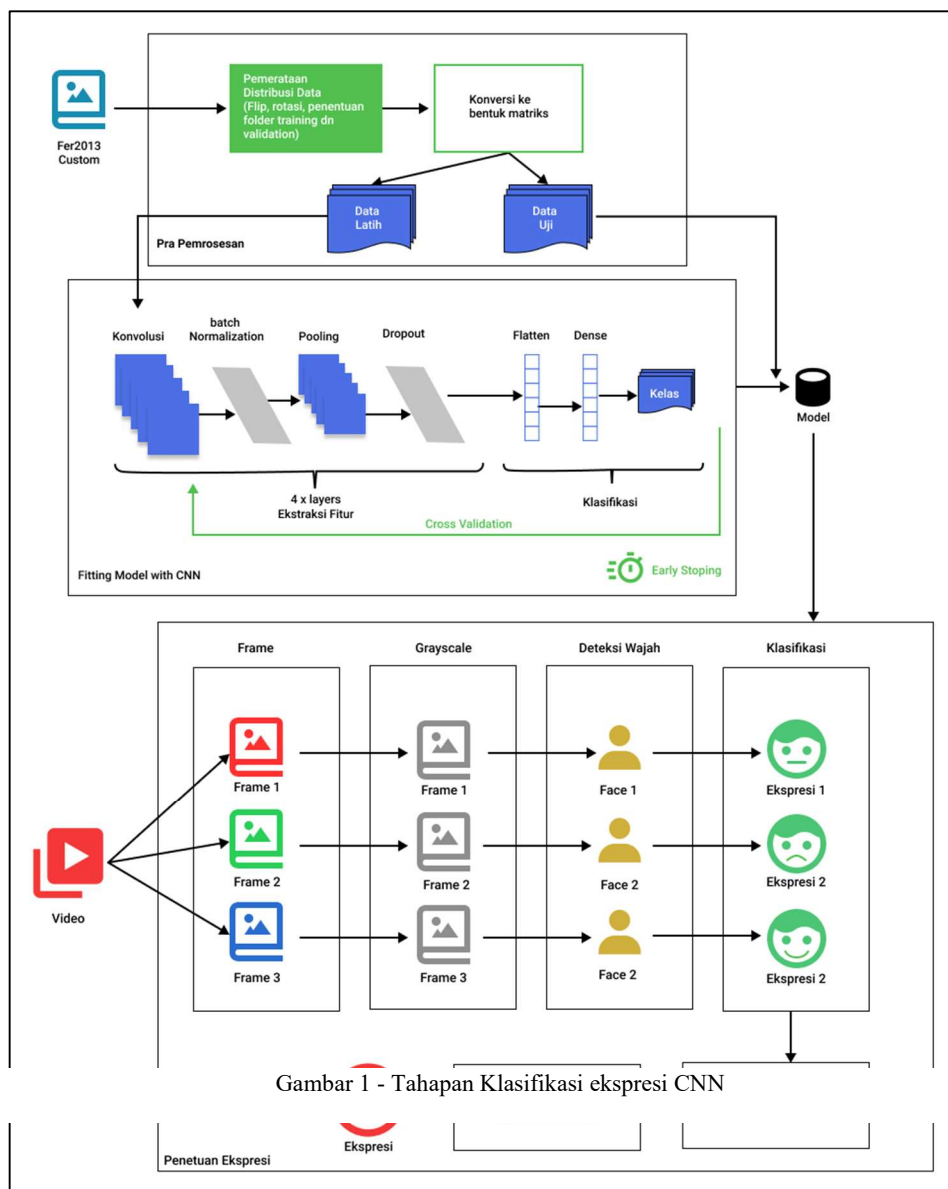 Fer2013
Custom
Pemerataan
Distribusi Data
(Flip, rotasi, penentuan
folder training dn
validation)
Konversi ke
bentuk matriks
Data
Latih
Data
Uji
Pra Pemrosesan
Konvolusi
batch
Normalization
Pooling
Dropout
Flatten
Dense
Kelas
Model
4 x layers
Ekstraksi Fitur
Klasifikasi
Cross Validation
Fitting Model with CNN
Early Stoping
Frame
Grayscale
Deteksi Wajah
Klasifikasi
Frame 1
Frame 1
Face 1
Ekspresi 1
Frame 2
Frame 2
Face 2
Ekspresi 2
Video
Frame 3
Frame 3
Face 2
Ekspresi 2
Gambar 1 - Tahapan Klasifikasi ekspresi CNN
Ekspresi
Penetuan Ekspresi